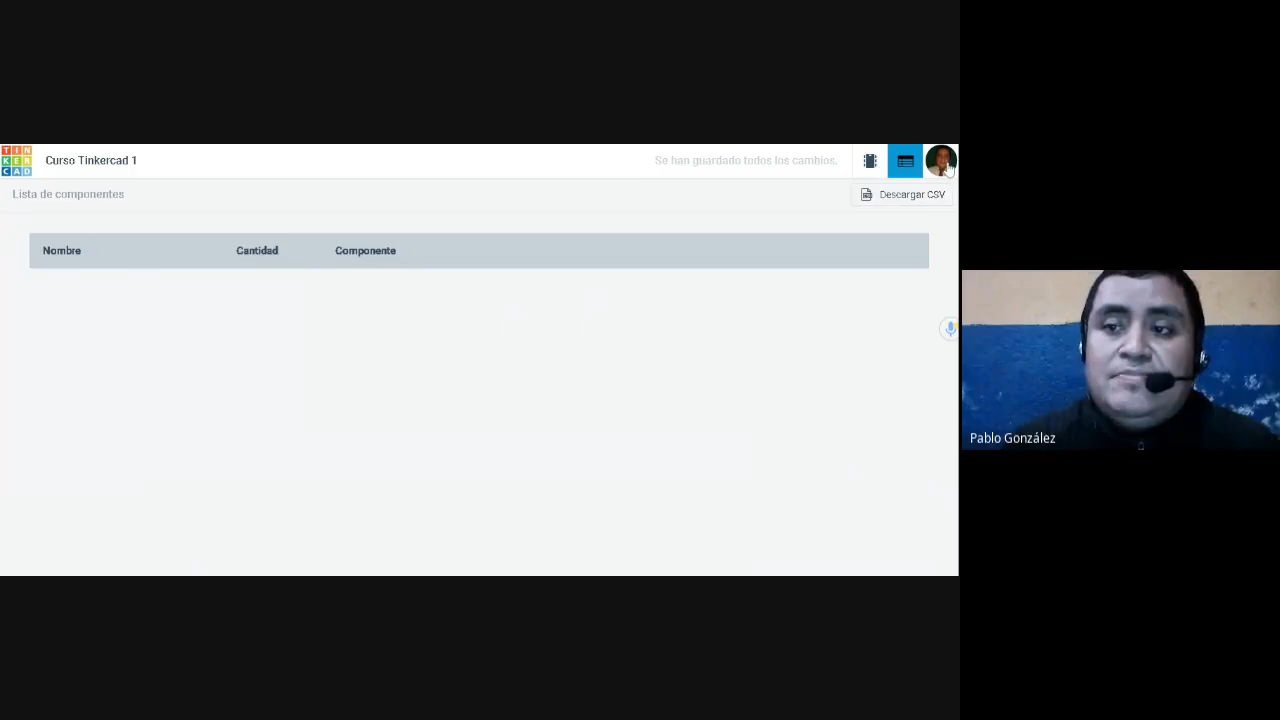 TIN
KER
CAD
Curso Tinkercad 1
Se han guardado todos los cambios.
Lista de componentes
Descargar CSV
Nombre Cantidad Componente
Pablo González